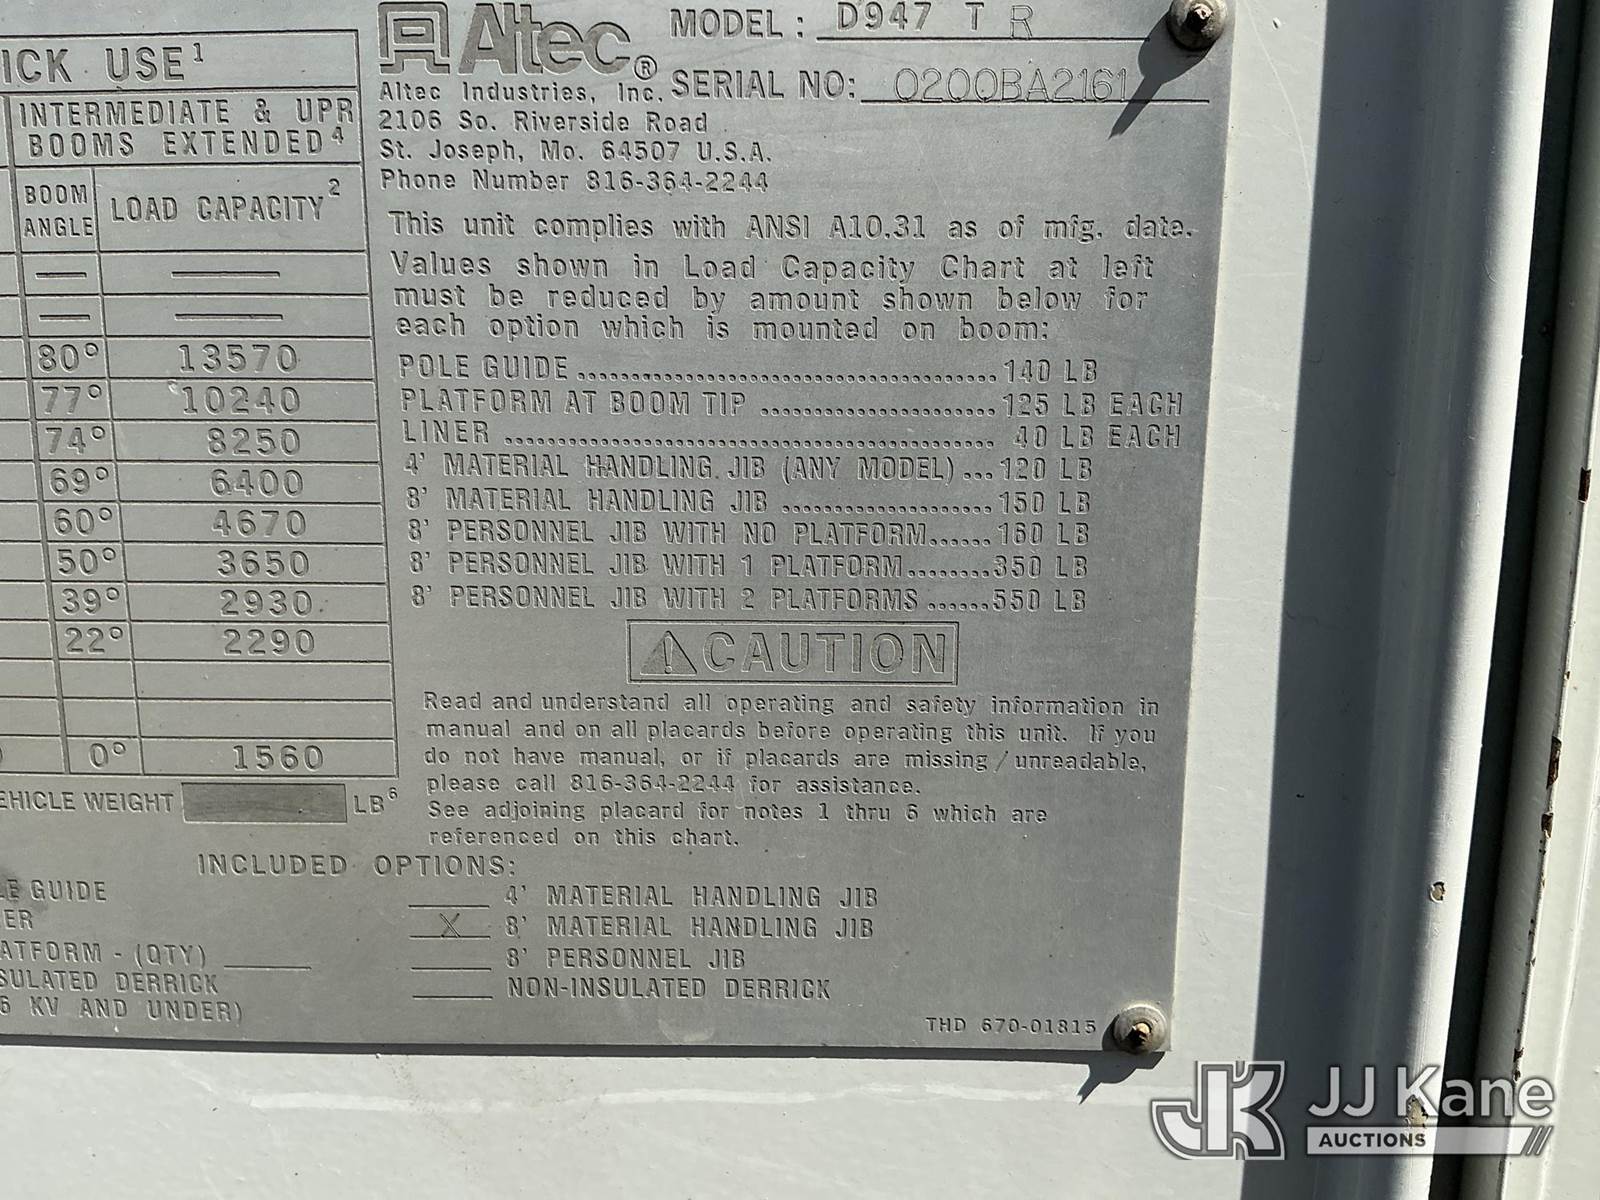 ICK USE¹
INTERMEDIATE & UPR
BOOMS EXTENDED⁴
BOOM
ANGLE
LOAD CAPACITY²
80° 13570
77° 10240
74° 8250
69° 6400
60° 4670
50° 3650
39° 2930
22° 2290
0° 1560
EHICLE WEIGHT LB⁶
Altec®
MODEL: D947 T R
Altec Industries, Inc. SERIAL NO: 0200BA2161
2106 So. Riverside Road
St. Joseph, Mo. 64507 U.S.A.
Phone Number 816-364-2244
This unit complies with ANSI A10.31 as of mfg. date.
Values shown in Load Capacity Chart at left
must be reduced by amount shown below for
each option which is mounted on boom:
POLE GUIDE ........................................ 140 LB
PLATFORM AT BOOM TIP ...................... 125 LB EACH
LINER ............................................... 40 LB EACH
4' MATERIAL HANDLING JIB (ANY MODEL) ... 120 LB
8' MATERIAL HANDLING JIB .................... 150 LB
8' PERSONNEL JIB WITH NO PLATFORM...... 160 LB
8' PERSONNEL JIB WITH 1 PLATFORM........ 350 LB
8' PERSONNEL JIB WITH 2 PLATFORMS ...... 550 LB
⚠ CAUTION
Read and understand all operating and safety information in
manual and on all placards before operating this unit. If you
do not have manual, or if placards are missing/unreadable,
please call 816-364-2244 for assistance.
See adjoining placard for notes 1 thru 6 which are
referenced on this chart.
INCLUDED OPTIONS:
LE GUIDE
ER
ATFORM - (QTY) ____
SULATED DERRICK
6 KV AND UNDER)
____ 4' MATERIAL HANDLING JIB
X 8' MATERIAL HANDLING JIB
____ 8' PERSONNEL JIB
____ NON-INSULATED DERRICK
THD 670-01815
JK JJ Kane
AUCTIONS